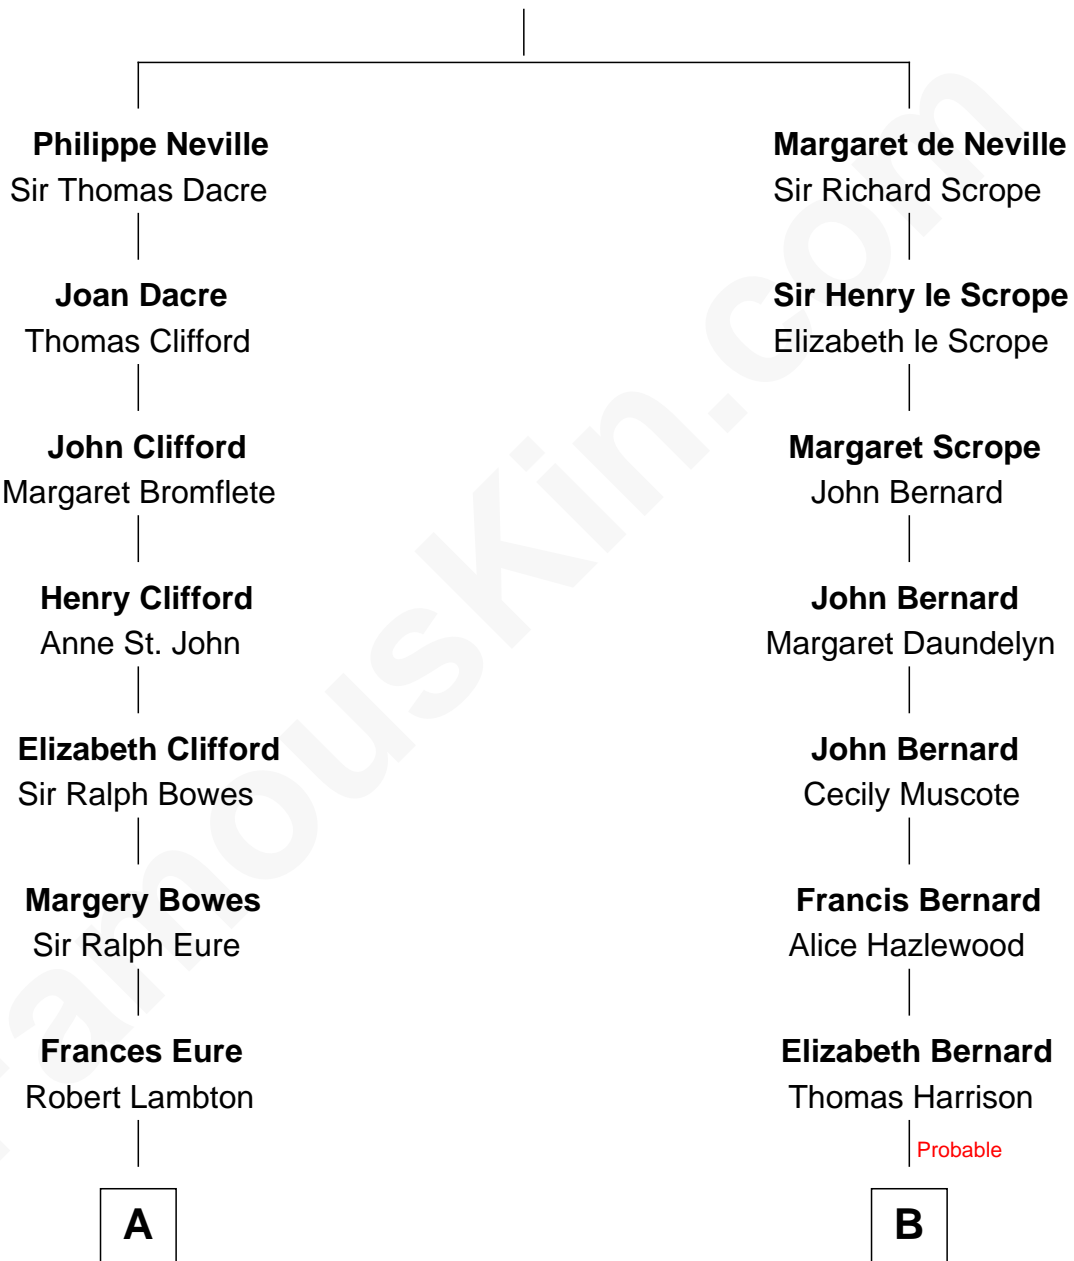 Philippe Neville
Sir Thomas Dacre
Joan Dacre
Thomas Clifford
John Clifford
Margaret Bromflete
Henry Clifford
Anne St. John
Elizabeth Clifford
Sir Ralph Bowes
Margery Bowes
Sir Ralph Eure
Frances Eure
Robert Lambton
A
Margaret de Neville
Sir Richard Scrope
Sir Henry le Scrope
Elizabeth le Scrope
Margaret Scrope
John Bernard
John Bernard
Margaret Daundelyn
John Bernard
Cecily Muscote
Francis Bernard
Alice Hazlewood
Elizabeth Bernard
Thomas Harrison
Probable
B
FamousKin.com